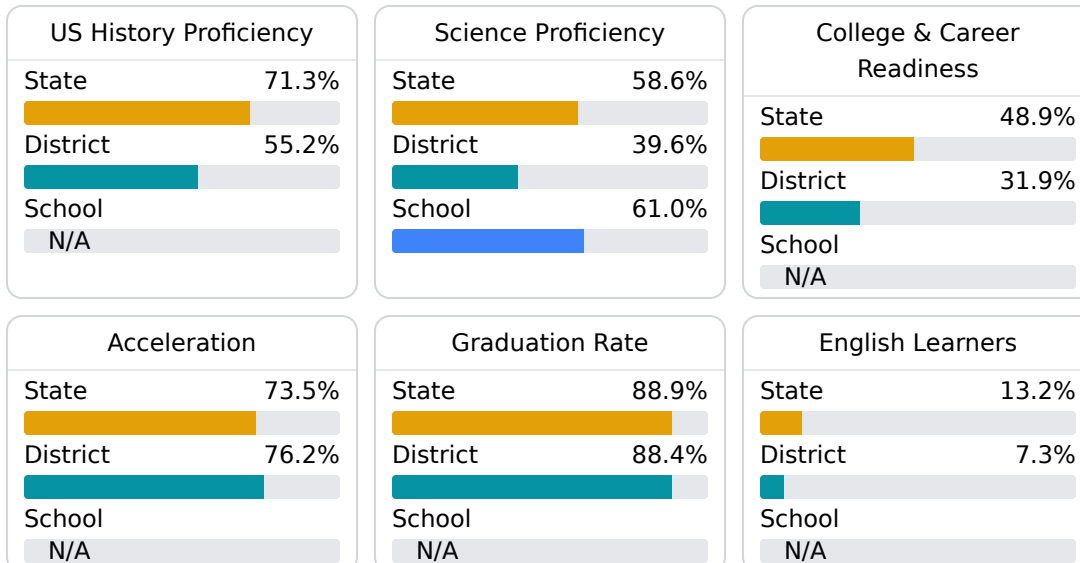 US History Proficiency
State 71.3%
District 55.2%
School
N/A
Science Proficiency
State 58.6%
District 39.6%
School 61.0%
College & Career
Readiness
State 48.9%
District 31.9%
School
N/A
Acceleration
State 73.5%
District 76.2%
School
N/A
Graduation Rate
State 88.9%
District 88.4%
School
N/A
English Learners
State 13.2%
District 7.3%
School
N/A